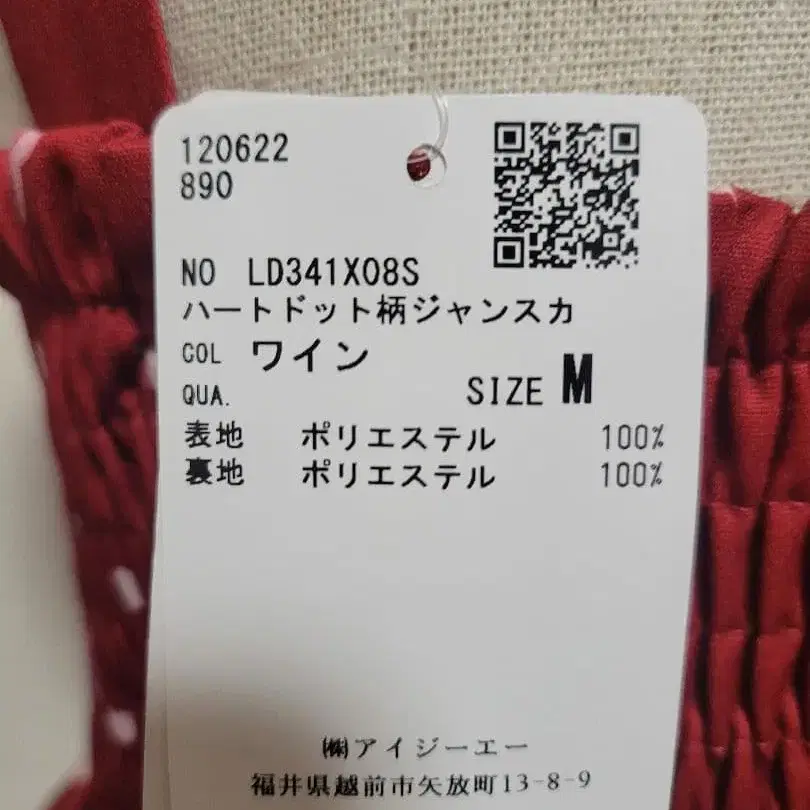 120622
890
NO LD341X08S
ハートドット柄ジャンスカ
COL ワイン
QUA. SIZE M
表地 ポリエステル 100%
裏地 ポリエステル 100%
㈱アイジーエー
福井県越前市矢放町13-8-9